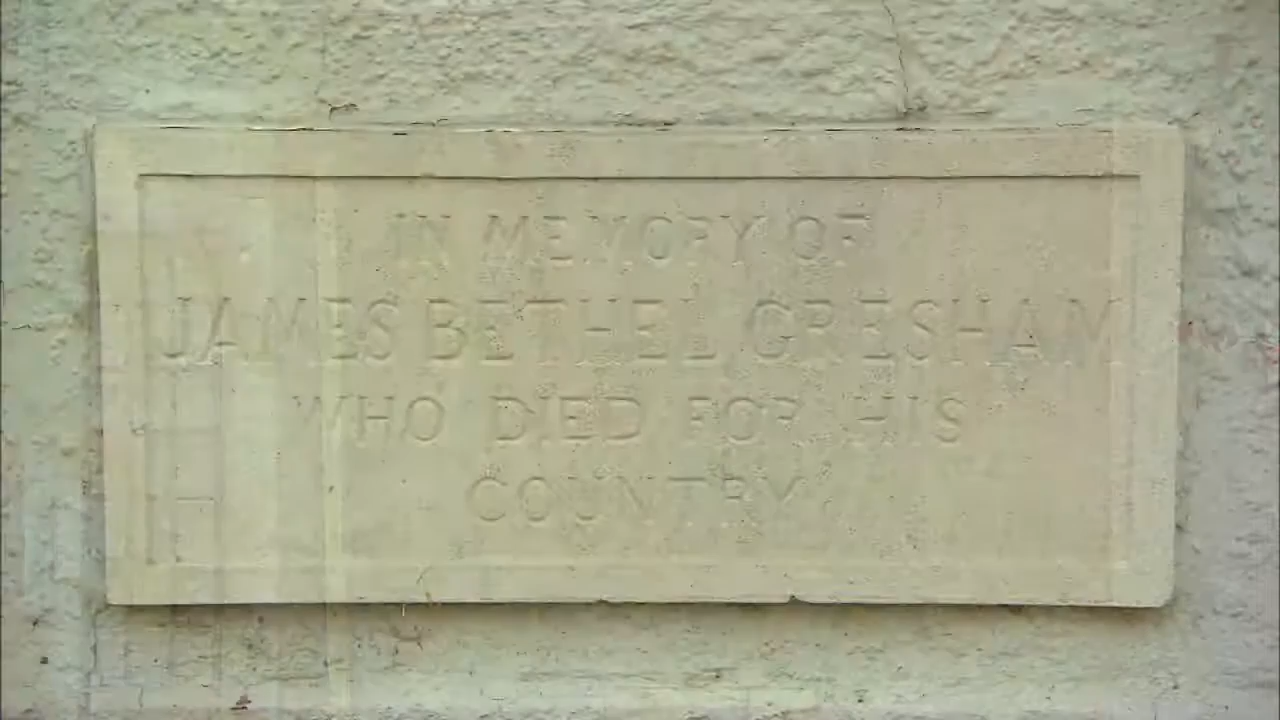 IN MEMORY OF
JAMES BETHEL GRESHAM
WHO DIED FOR HIS
COUNTRY